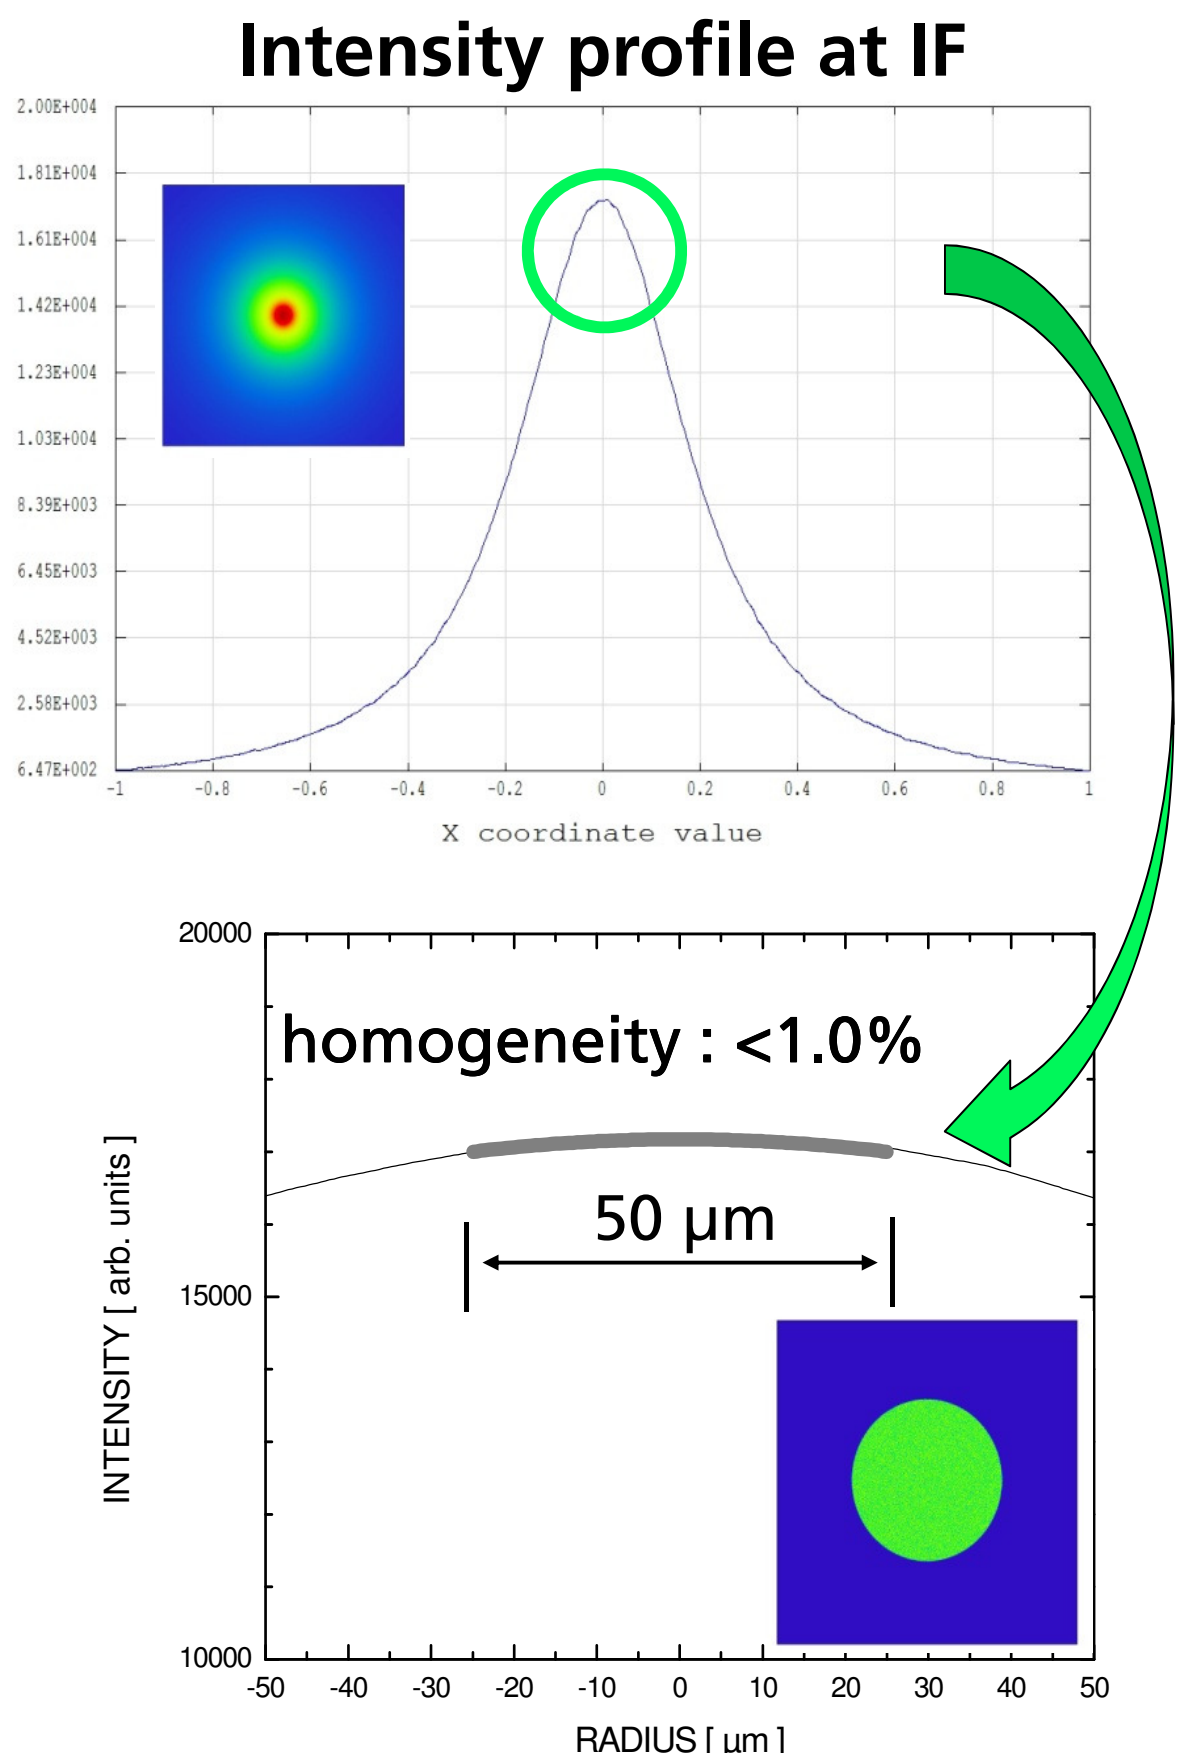 Intensity profile at IF
2.00E+004
1.81E+004
1.61E+004
1.42E+004
1.23E+004
1.03E+004
8.39E+003
6.45E+003
4.52E+003
2.58E+003
6.47E+002
-1 -0.8 -0.6 -0.4 -0.2 0 0.2 0.4 0.6 0.8 1
X coordinate value
20000
homogeneity : <1.0%
50 µm
15000
INTENSITY [ arb. units ]
10000
-50 -40 -30 -20 -10 0 10 20 30 40 50
RADIUS [ µm ]